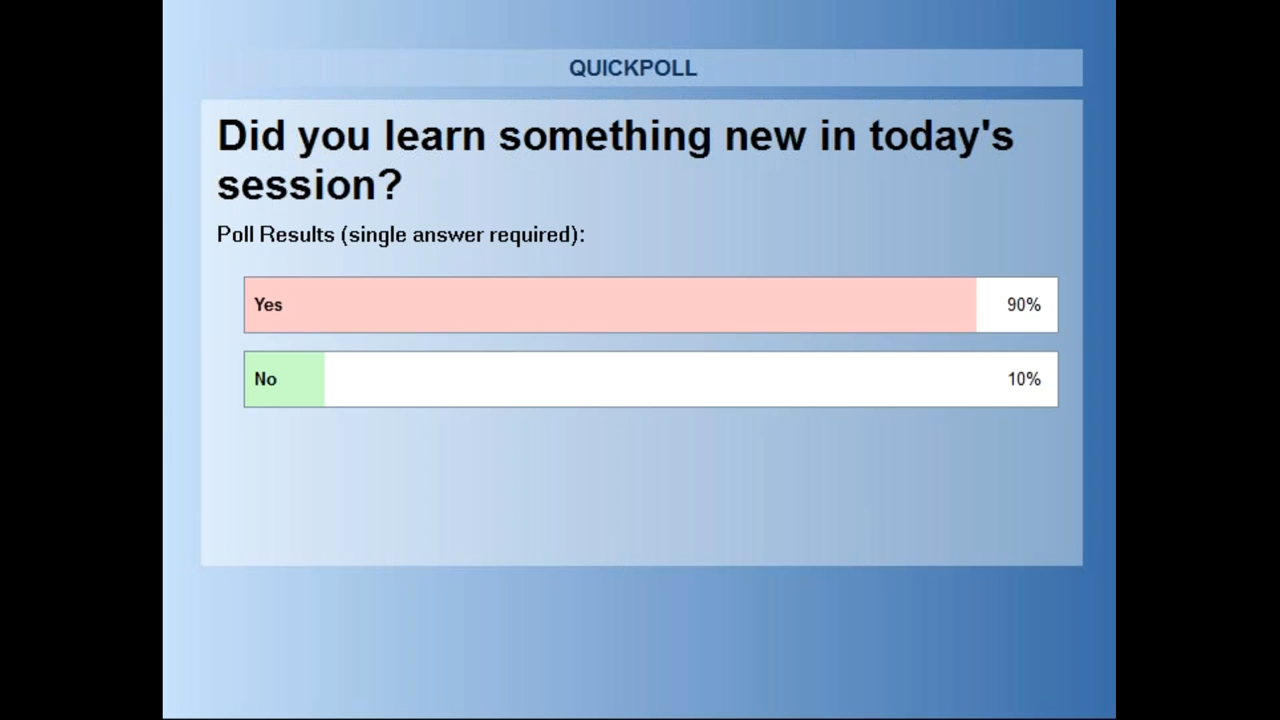 QUICKPOLL
Did you learn something new in today's
session?
Poll Results (single answer required):
Yes 90%
No 10%